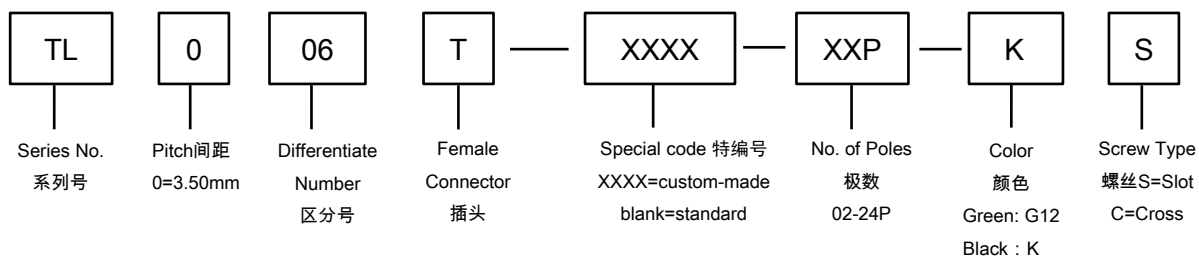 TL 0 06 T — XXXX — XXP — K S
Series No.
系列号
Pitch间距
0=3.50mm
Differentiate
Number
区分号
Female
Connector
插头
Special code 特编号
XXXX=custom-made
blank=standard
No. of Poles
极数
02-24P
Color
颜色
Green: G12
Black : K
Screw Type
螺丝S=Slot
C=Cross